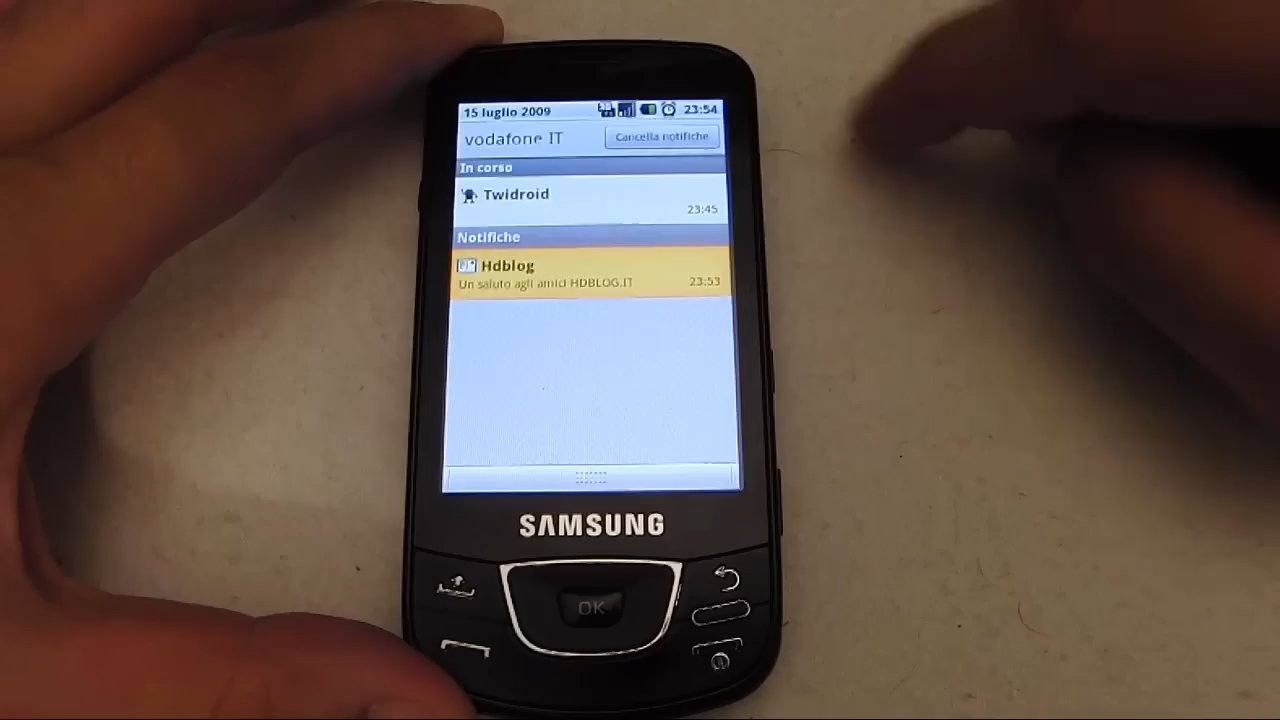 15 luglio 2009 23:54
vodafone IT Cancella notifiche
In corso
Twidroid
23:45
Notifiche
Hdblog
Un saluto agli amici HDBLOG.IT 23:53
SAMSUNG
OK